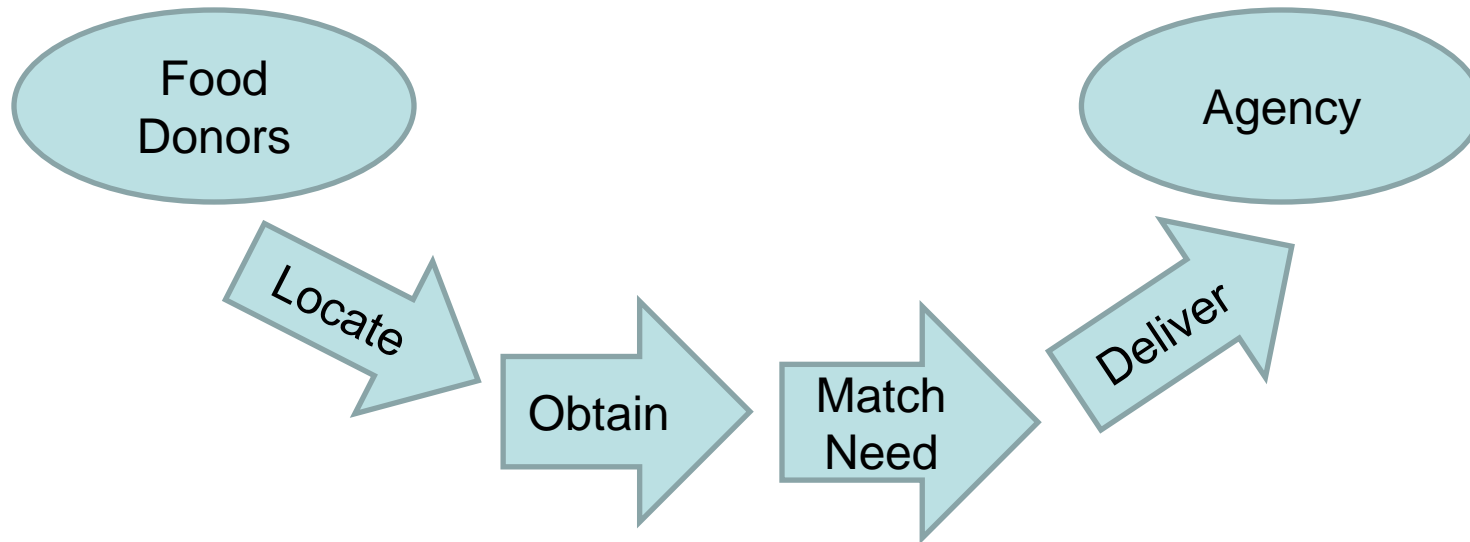 Food
Donors
Agency
Locate
Obtain
Match
Need
Deliver